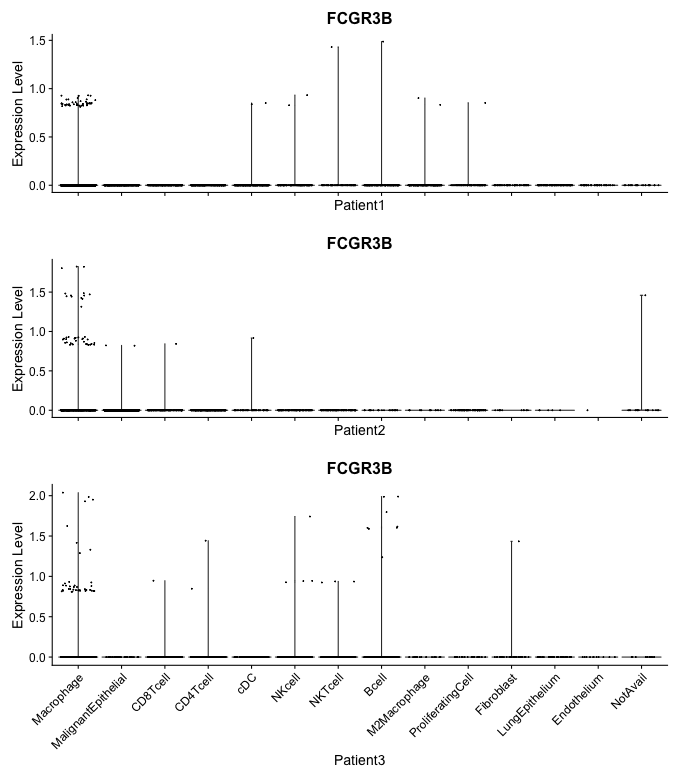 FCGR3B
Expression Level
1.5
1.0
0.5
0.0
Patient1
FCGR3B
Expression Level
1.5
1.0
0.5
0.0
Patient2
FCGR3B
Expression Level
2.0
1.5
1.0
0.5
0.0
Macrophage
MalignantEpithelial
CD8Tcell
CD4Tcell
cDC
NKcell
NKTcell
Bcell
M2Macrophage
ProliferatingCell
Fibroblast
LungEpithelium
Endothelium
NotAvail
Patient3